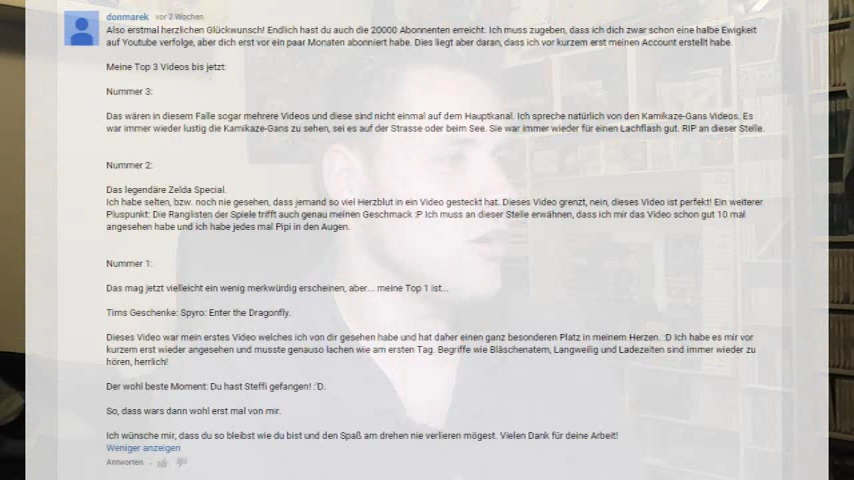 donmarek vor 2 Wochen
Also erstmal herzlichen Glückwunsch! Endlich hast du auch die 20000 Abonnenten erreicht. Ich muss zugeben, dass ich dich zwar schon eine halbe Ewigkeit
auf Youtube verfolge, aber dich erst vor ein paar Monaten abonniert habe. Dies liegt aber daran, dass ich vor kurzem erst meinen Account erstellt habe.
Meine Top 3 Videos bis jetzt:
Nummer 3:
Das wären in diesem Falle sogar mehrere Videos und diese sind nicht einmal auf dem Hauptkanal. Ich spreche natürlich von den Kamikaze-Gans Videos. Es
war immer wieder lustig die Kamikaze-Gans zu sehen, sei es auf der Strasse oder beim See. Sie war immer wieder für einen Lachflash gut. RIP an dieser Stelle.
Nummer 2:
Das legendäre Zelda Special.
Ich habe selten, bzw. noch nie gesehen, dass jemand so viel Herzblut in ein Video gesteckt hat. Dieses Video grenzt, nein, dieses Video ist perfekt! Ein weiterer
Pluspunkt: Die Ranglisten der Spiele trifft auch genau meinen Geschmack :P Ich muss an dieser Stelle erwähnen, dass ich mir das Video schon gut 10 mal
angesehen habe und ich habe jedes mal Pipi in den Augen.
Nummer 1:
Das mag jetzt vielleicht ein wenig merkwürdig erscheinen, aber... meine Top 1 ist...
Tims Geschenke: Spyro: Enter the Dragonfly.
Dieses Video war mein erstes Video welches ich von dir gesehen habe und hat daher einen ganz besonderen Platz in meinem Herzen. :D Ich habe es mir vor
kurzem erst wieder angesehen und musste genauso lachen wie am ersten Tag. Begriffe wie Bläschenatem, Langweilig und Ladezeiten sind immer wieder zu
hören, herrlich!
Der wohl beste Moment: Du hast Steffi gefangen! :'D.
So, dass wars dann wohl erst mal von mir.
Ich wünsche mir, dass du so bleibst wie du bist und den Spaß am drehen nie verlieren mögest. Vielen Dank für deine Arbeit!
Weniger anzeigen
Antworten